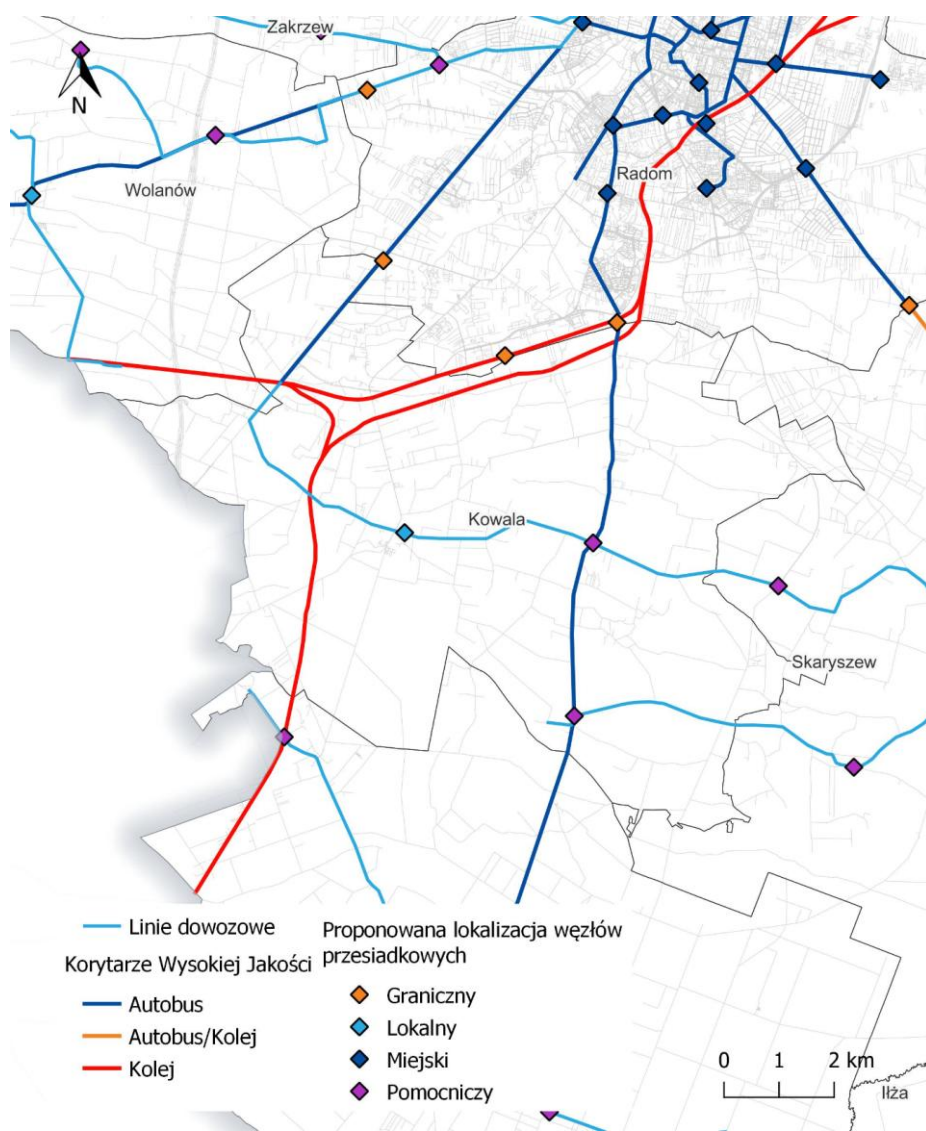 Zakrzew
N
Wolanów
Radom
Kowala
Skaryszew
Linie dowozowe
Korytarze Wysokiej Jakości
Autobus
Autobus/Kolej
Kolej
Proponowana lokalizacja węzłów
przesiadkowych
Graniczny
Lokalny
Miejski
Pomocniczy
0 1 2 km
Iłża